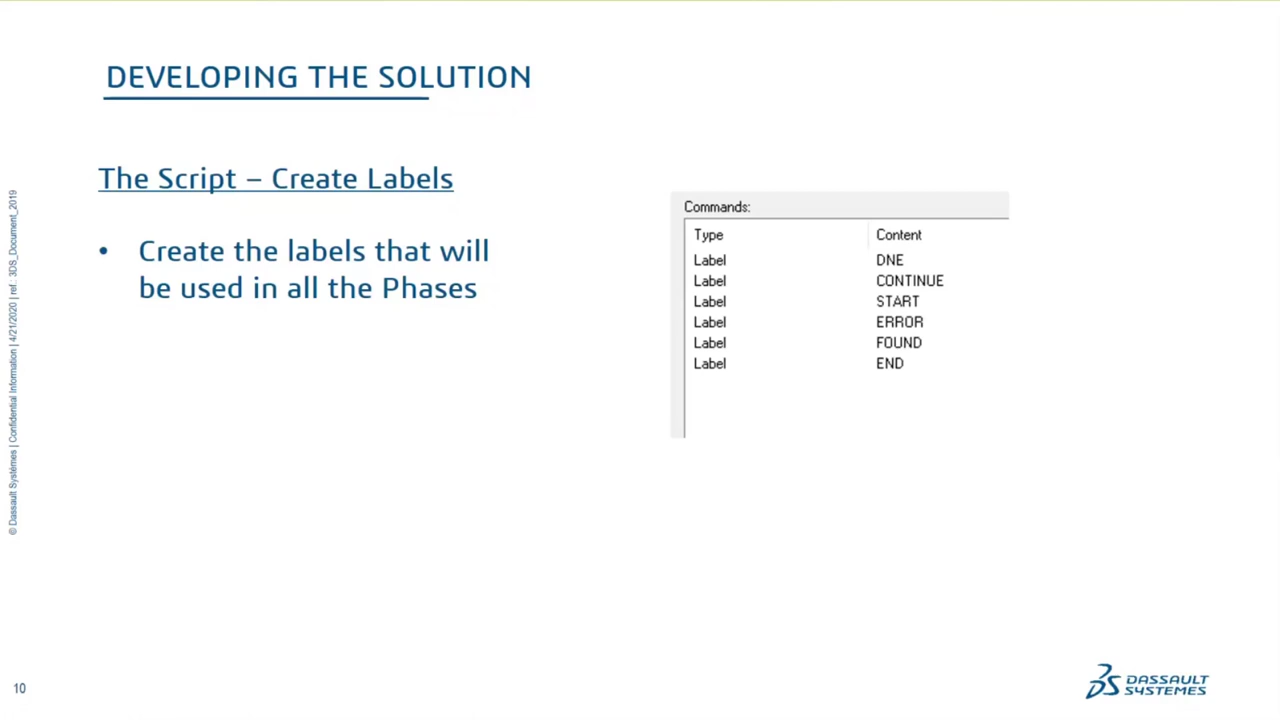 DEVELOPING THE SOLUTION
The Script – Create Labels
• Create the labels that will
be used in all the Phases
Commands:
Type Content
Label DNE
Label CONTINUE
Label START
Label ERROR
Label FOUND
Label END
© Dassault Systèmes | Confidential Information | 4/21/2020 | ref.: 3DS_Document_2019
10
DASSAULT
SYSTEMES